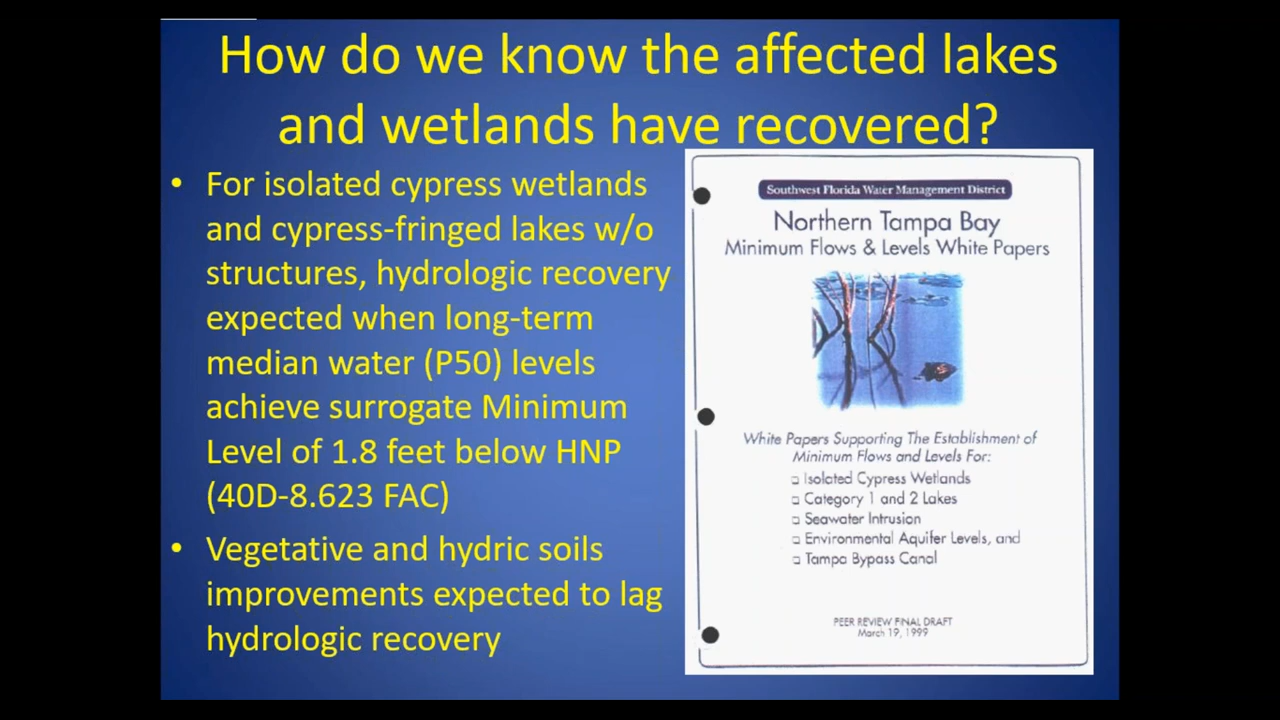 How do we know the affected lakes
and wetlands have recovered?
• For isolated cypress wetlands
and cypress-fringed lakes w/o
structures, hydrologic recovery
expected when long-term
median water (P50) levels
achieve surrogate Minimum
Level of 1.8 feet below HNP
(40D-8.623 FAC)
• Vegetative and hydric soils
improvements expected to lag
hydrologic recovery
Southwest Florida Water Management District
Northern Tampa Bay
Minimum Flows & Levels White Papers
White Papers Supporting The Establishment of
Minimum Flows and Levels For:
❑ Isolated Cypress Wetlands
❑ Category 1 and 2 Lakes
❑ Seawater Intrusion
❑ Environmental Aquifer Levels, and
❑ Tampa Bypass Canal
PEER REVIEW FINAL DRAFT
March 19, 1999